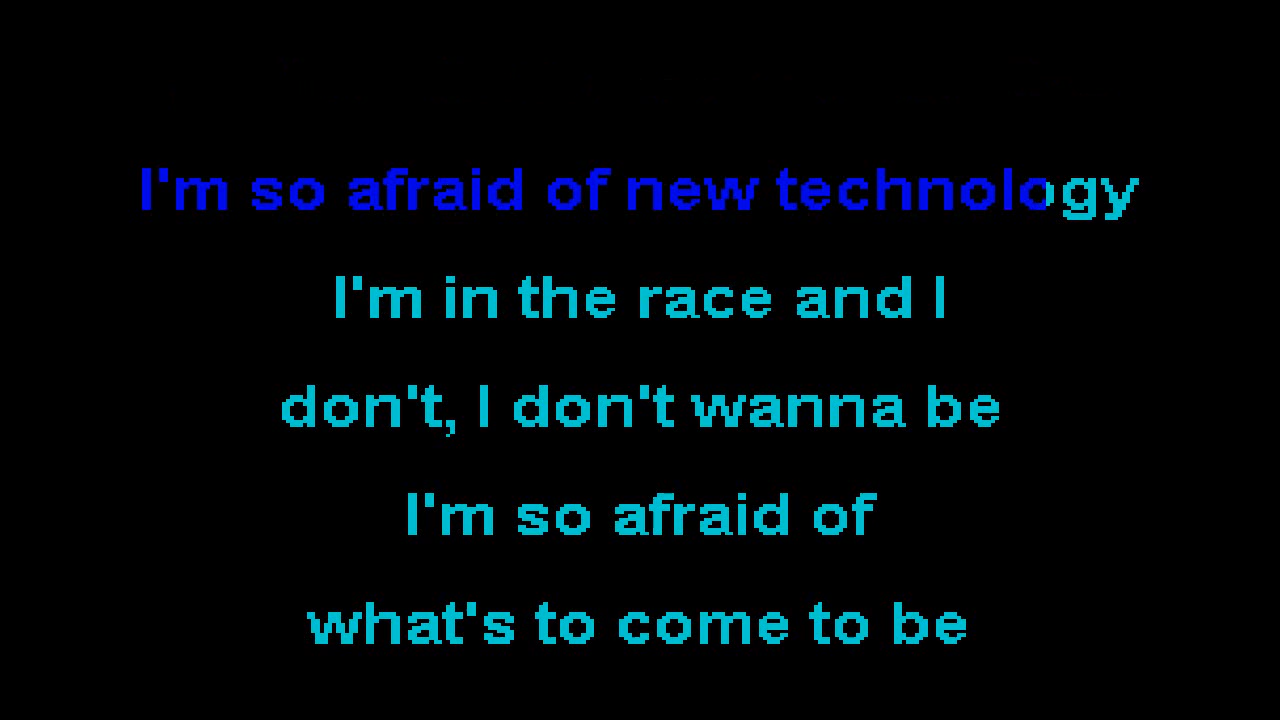 I'm so afraid of new technology
I'm in the race and I
don't, I don't wanna be
I'm so afraid of
what's to come to be